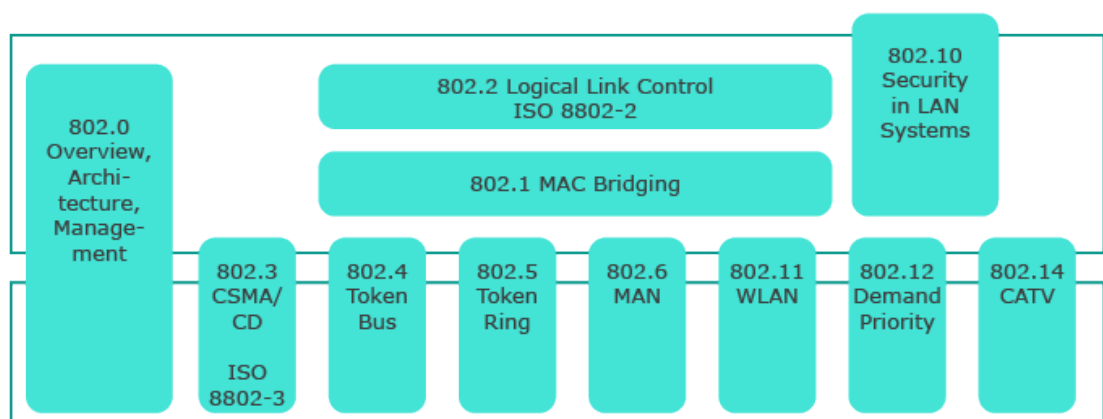 802.0
Overview,
Archi-
tecture,
Manage-
ment
802.2 Logical Link Control
ISO 8802-2
802.1 MAC Bridging
802.10
Security
in LAN
Systems
802.3
CSMA/
CD
ISO
8802-3
802.4
Token
Bus
802.5
Token
Ring
802.6
MAN
802.11
WLAN
802.12
Demand
Priority
802.14
CATV